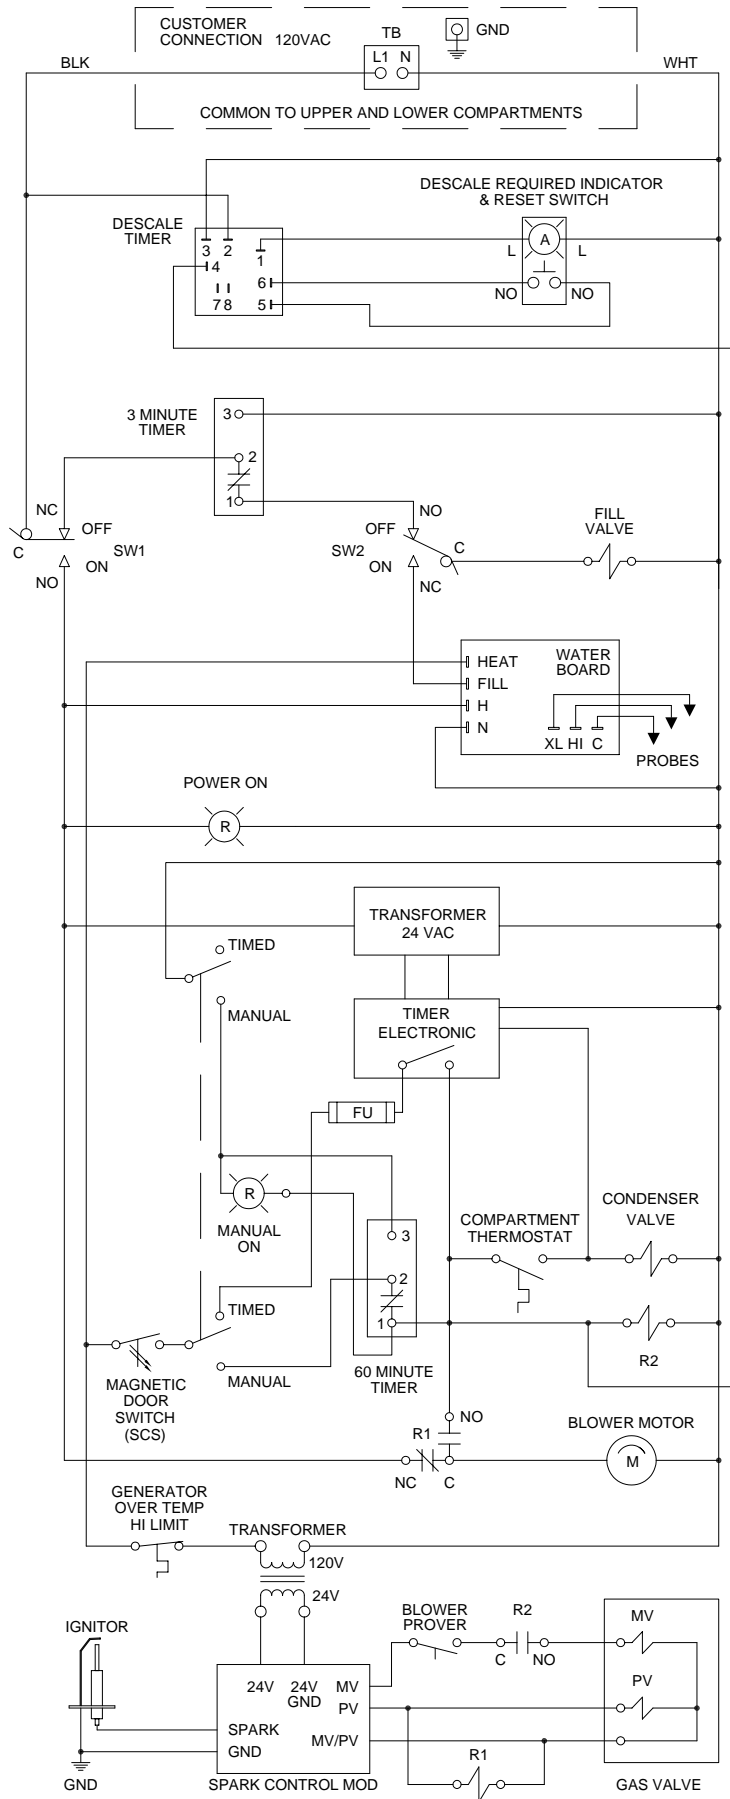 CUSTOMER
CONNECTION 120VAC
TB
GND
L1 N
BLK
WHT
COMMON TO UPPER AND LOWER COMPARTMENTS
DESCALE REQUIRED INDICATOR
& RESET SWITCH
DESCALE
TIMER
3 2 1
4
6
7 8 5
L A L
NO NO
3 MINUTE
TIMER
3
2
1
NC
OFF
C SW1
ON
NO
NO
OFF
SW2 C
ON
NC
FILL
VALVE
HEAT
FILL
H
N
WATER
BOARD
XL HI C
PROBES
POWER ON
R
TRANSFORMER
24 VAC
TIMED
MANUAL
TIMER
ELECTRONIC
FU
R
MANUAL
ON
3
2
1
60 MINUTE
TIMER
COMPARTMENT
THERMOSTAT
CONDENSER
VALVE
TIMED
MANUAL
MAGNETIC
DOOR
SWITCH
(SCS)
R2
NO
R1
NC C
BLOWER MOTOR
M
GENERATOR
OVER TEMP
HI LIMIT
TRANSFORMER
120V
24V
IGNITOR
BLOWER
PROVER
R2
C NO
MV
PV
24V 24V
GND
MV
PV
MV/PV
SPARK
GND
R1
GND
SPARK CONTROL MOD
GAS VALVE